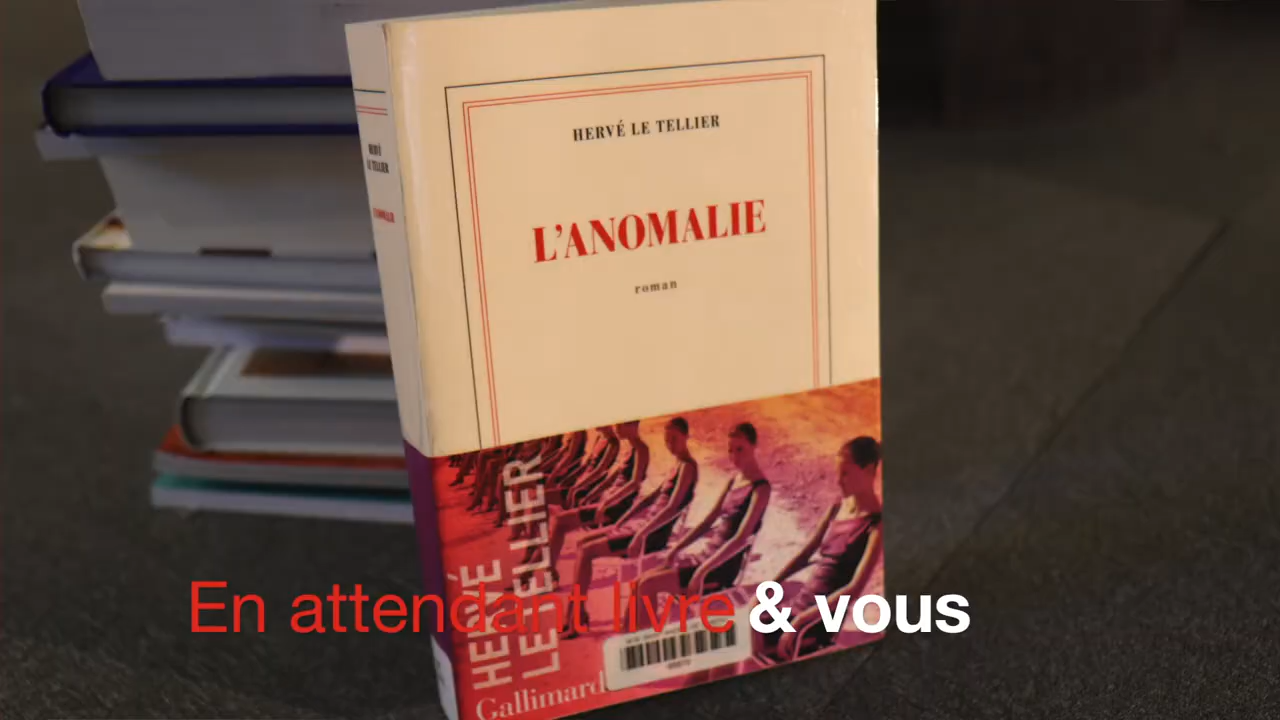 HERVÉ LE TELLIER
L'ANOMALIE
roman
HERVÉ
LE TELLIER
L'ANOMALIE
HERVÉ
LE TELLIER
Gallimard
En attendant livre & vous